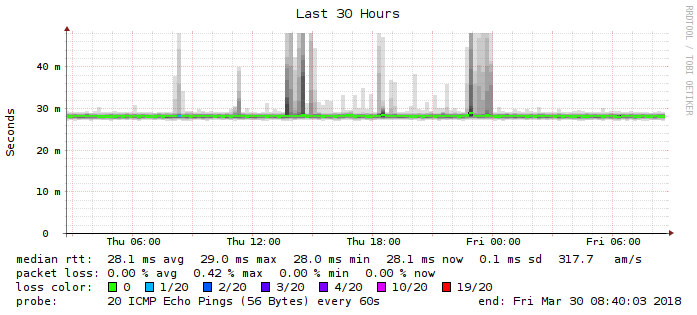 Last 30 Hours
RRDTOOL / TOBI OETIKER
Seconds
40 m
30 m
20 m
10 m
0
Thu 06:00 Thu 12:00 Thu 18:00 Fri 00:00 Fri 06:00
median rtt: 28.1 ms avg 29.0 ms max 28.0 ms min 28.1 ms now 0.1 ms sd 317.7 am/s
packet loss: 0.00 % avg 0.42 % max 0.00 % min 0.00 % now
loss color: 0 1/20 2/20 3/20 4/20 10/20 19/20
probe: 20 ICMP Echo Pings (56 Bytes) every 60s end: Fri Mar 30 08:40:03 2018